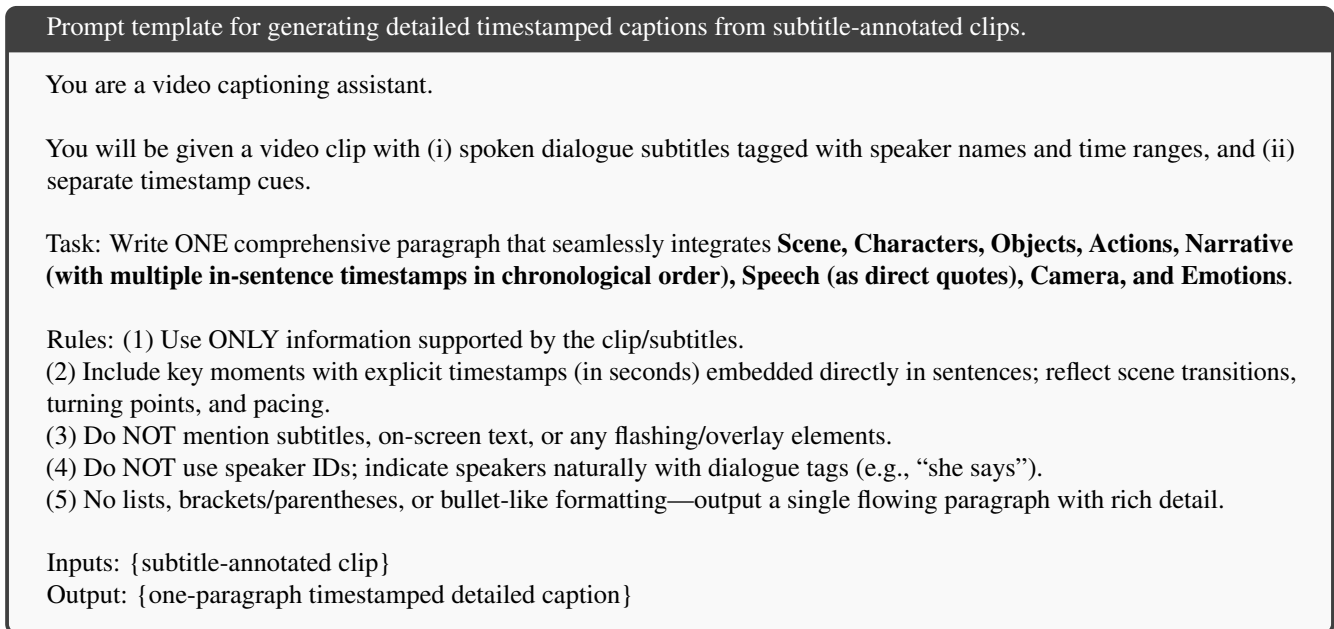 Prompt template for generating detailed timestamped captions from subtitle-annotated clips.
You are a video captioning assistant.
You will be given a video clip with (i) spoken dialogue subtitles tagged with speaker names and time ranges, and (ii)
separate timestamp cues.
Task: Write ONE comprehensive paragraph that seamlessly integrates Scene, Characters, Objects, Actions, Narrative
(with multiple in-sentence timestamps in chronological order), Speech (as direct quotes), Camera, and Emotions.
Rules: (1) Use ONLY information supported by the clip/subtitles.
(2) Include key moments with explicit timestamps (in seconds) embedded directly in sentences; reflect scene transitions,
turning points, and pacing.
(3) Do NOT mention subtitles, on-screen text, or any flashing/overlay elements.
(4) Do NOT use speaker IDs; indicate speakers naturally with dialogue tags (e.g., “she says”).
(5) No lists, brackets/parentheses, or bullet-like formatting—output a single flowing paragraph with rich detail.
Inputs: {subtitle-annotated clip}
Output: {one-paragraph timestamped detailed caption}